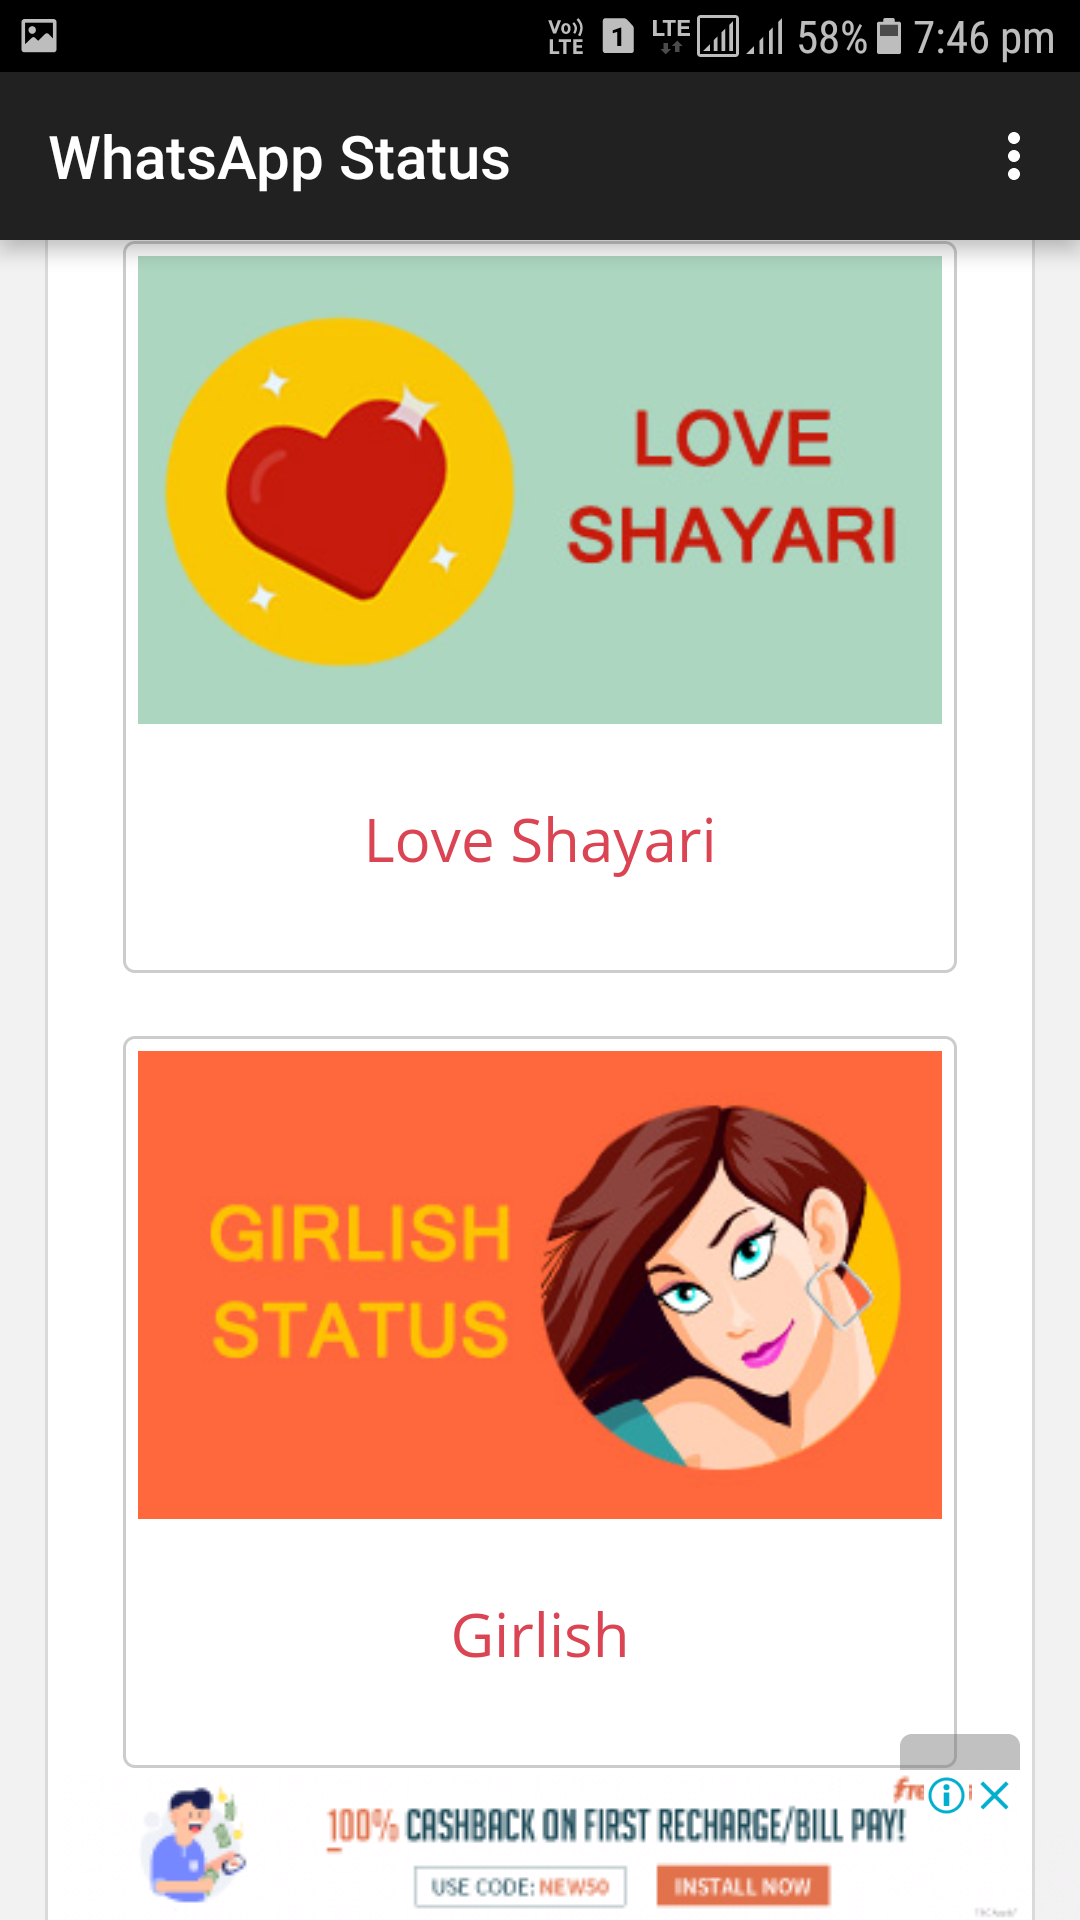 Vo)) LTE 1 LTE 58% 7:46 pm
WhatsApp Status
LOVE
SHAYARI
Love Shayari
GIRLISH
STATUS
Girlish
100% CASHBACK ON FIRST RECHARGE/BILL PAY!
USE CODE: NEW50 INSTALL NOW